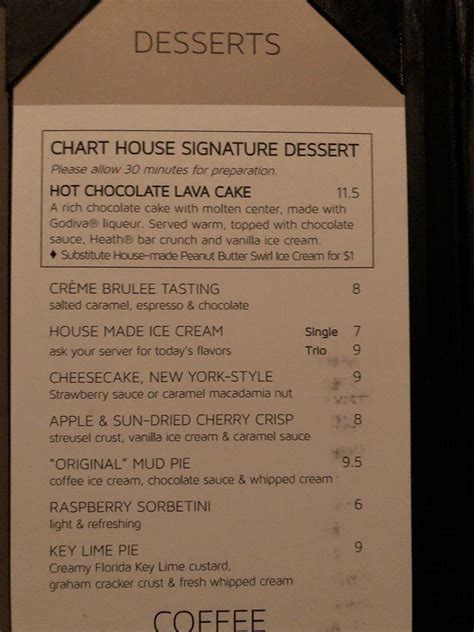 DESSERTS
CHART HOUSE SIGNATURE DESSERT
Please allow 30 minutes for preparation.
HOT CHOCOLATE LAVA CAKE 11.5
A rich chocolate cake with molten center, made with
Godiva® liqueur. Served warm, topped with chocolate
sauce, Heath® bar crunch and vanilla ice cream.
♦ Substitute House-made Peanut Butter Swirl Ice Cream for $1
CRÈME BRULEE TASTING 8
salted caramel, espresso & chocolate
HOUSE MADE ICE CREAM Single 7
ask your server for today's flavors Trio 9
CHEESECAKE, NEW YORK-STYLE 9
Strawberry sauce or caramel macadamia nut
APPLE & SUN-DRIED CHERRY CRISP 8
streusel crust, vanilla ice cream & caramel sauce
"ORIGINAL" MUD PIE 9.5
coffee ice cream, chocolate sauce & whipped cream
RASPBERRY SORBETINI 6
light & refreshing
KEY LIME PIE 9
Creamy Florida Key Lime custard,
graham cracker crust & fresh whipped cream
COFFEE